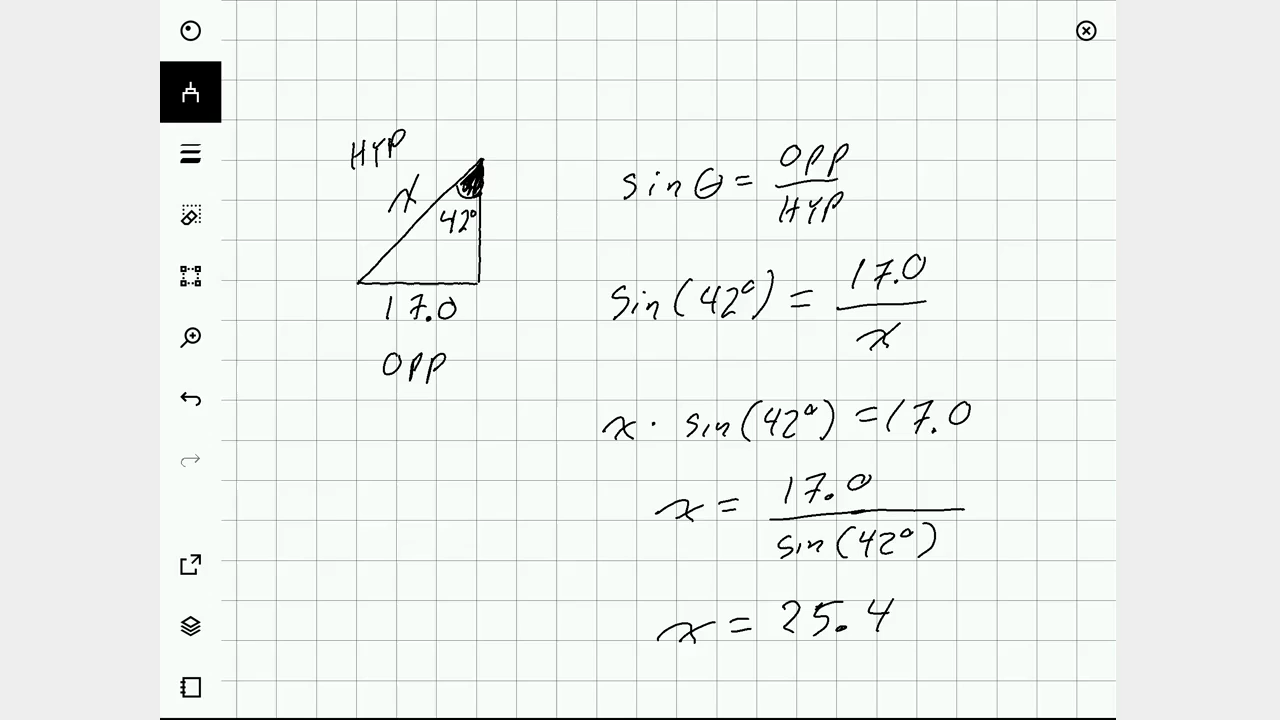 HYP
x
42°
17.0
OPP
sin θ = OPP / HYP
sin(42°) = 17.0 / x
x · sin(42°) = 17.0
x = 17.0 / sin(42°)
x = 25.4